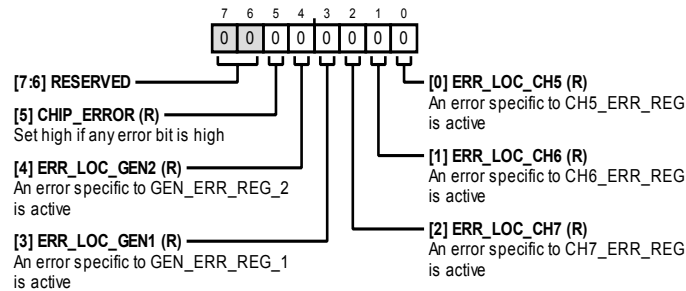 7 6 5 4 3 2 1 0
0 0 0 0 0 0 0 0
[7:6] RESERVED
[5] CHIP_ERROR (R)
Set high if any error bit is high
[4] ERR_LOC_GEN2 (R)
An error specific to GEN_ERR_REG_2
is active
[3] ERR_LOC_GEN1 (R)
An error specific to GEN_ERR_REG_1
is active
[0] ERR_LOC_CH5 (R)
An error specific to CH5_ERR_REG
is active
[1] ERR_LOC_CH6 (R)
An error specific to CH6_ERR_REG
is active
[2] ERR_LOC_CH7 (R)
An error specific to CH7_ERR_REG
is active